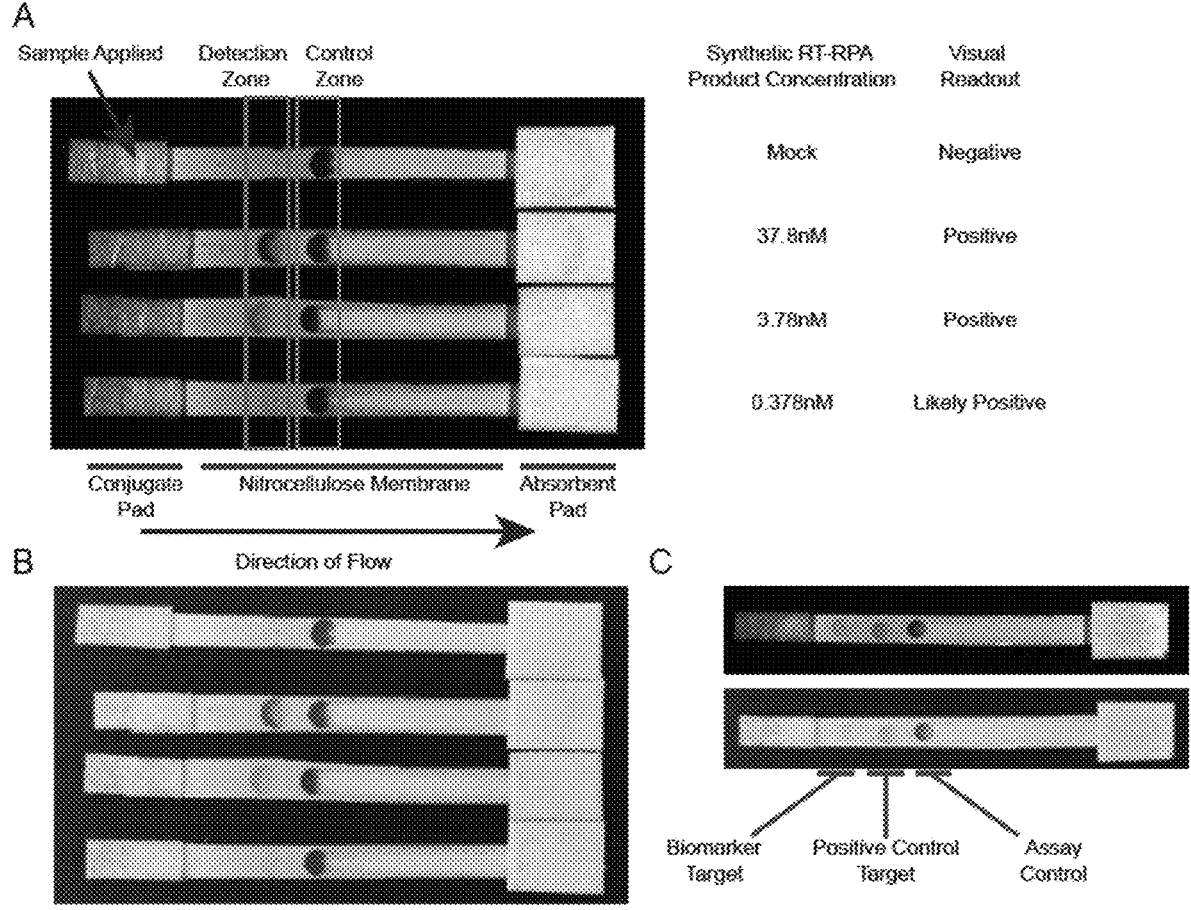 A
Sample Applied
Detection
Zone
Control
Zone
Synthetic RT-RPA
Product Concentration
Visual
Readout
Mock
Negative
37.8nM
Positive
3.78nM
Positive
0.378nM
Likely Positive
Conjugate
Pad
Nitrocellulose Membrane
Absorbent
Pad
Direction of Flow
B
C
Biomarker
Target
Positive Control
Target
Assay
Control